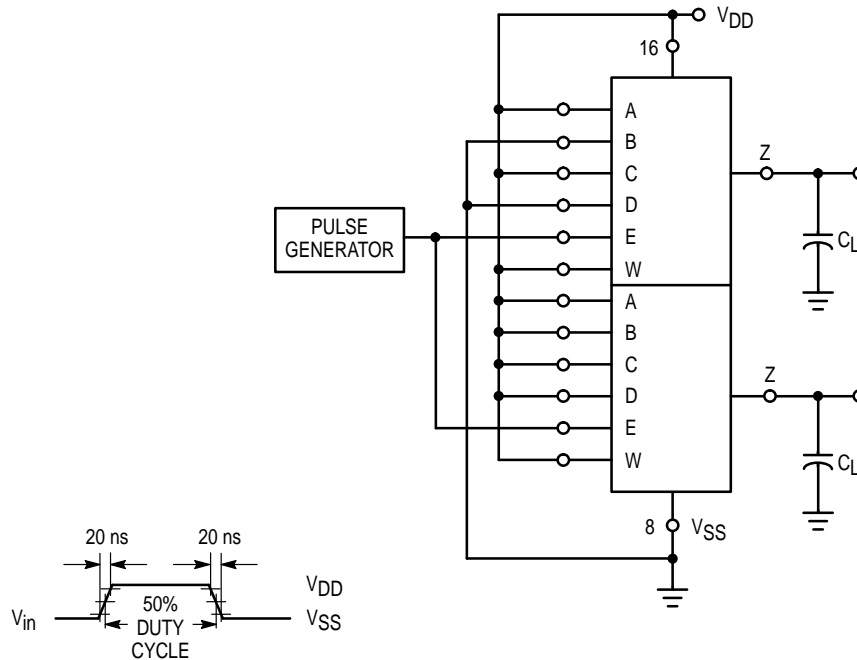 V_DD
16
A
B
C
Z
D
PULSE
GENERATOR
E
C_L
W
A
B
C
D
Z
E
W
C_L
8
V_SS
20 ns
20 ns
V_DD
50%
V_in
V_SS
DUTY
CYCLE